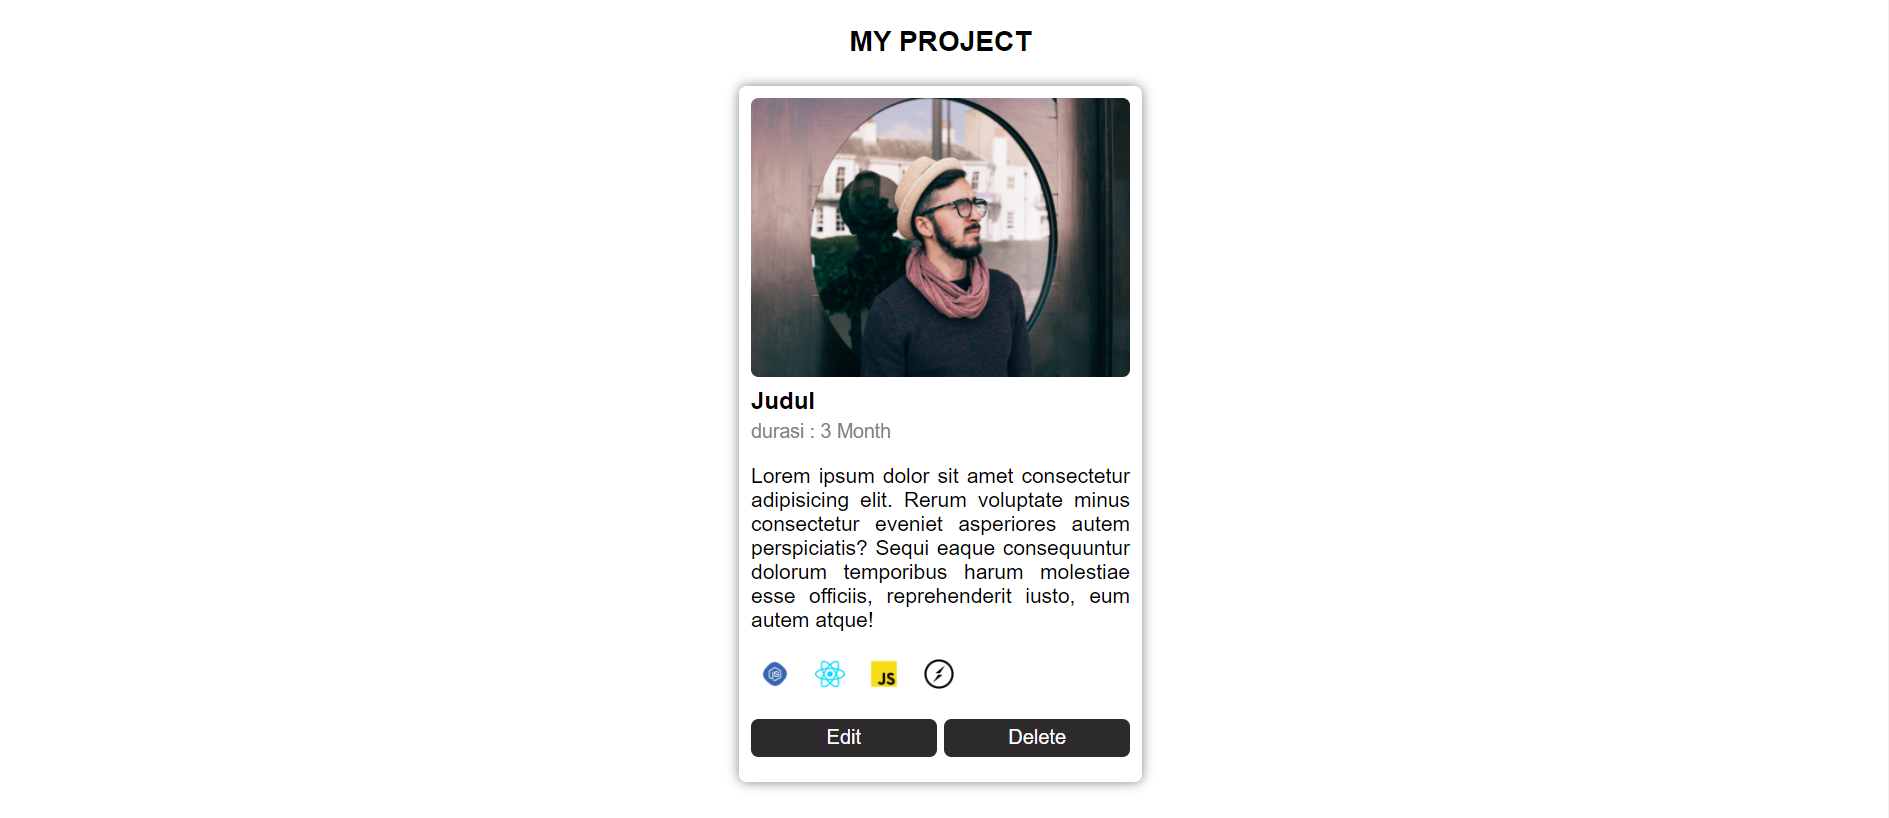 MY PROJECT
Judul
durasi : 3 Month
Lorem ipsum dolor sit amet consectetur
adipisicing elit. Rerum voluptate minus
consectetur eveniet asperiores autem
perspiciatis? Sequi eaque consequuntur
dolorum temporibus harum molestiae
esse officiis, reprehenderit iusto, eum
autem atque!
JS JS
Edit Delete